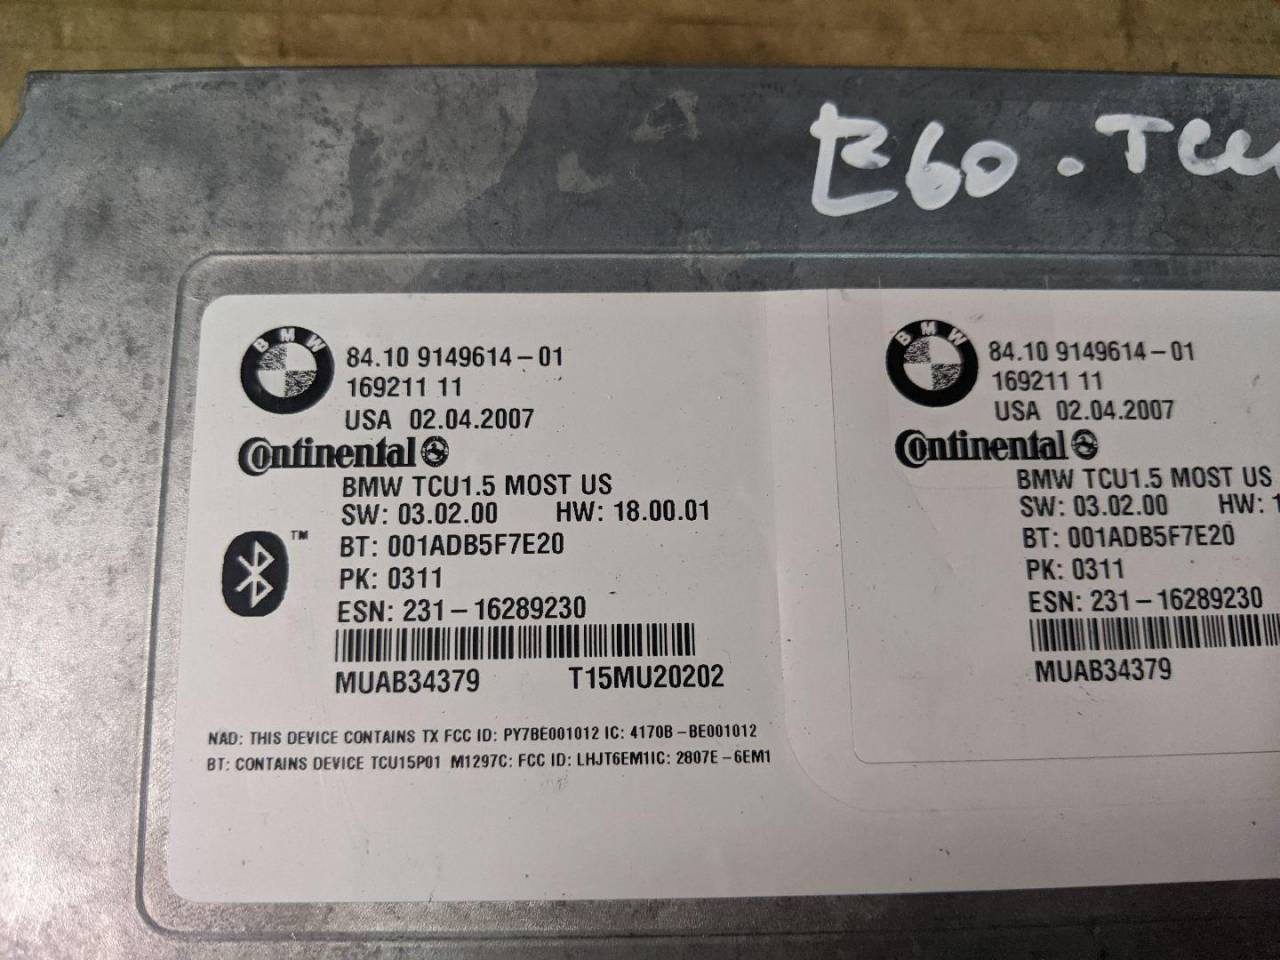 E60 . TCU
BMW
84.10 9149614-01
169211 11
USA 02.04.2007
Continental
BMW TCU1.5 MOST US
SW: 03.02.00 HW: 18.00.01
™
BT: 001ADB5F7E20
PK: 0311
ESN: 231-16289230
MUAB34379 T15MU20202
NAD: THIS DEVICE CONTAINS TX FCC ID: PY7BE001012 IC: 4170B-BE001012
BT: CONTAINS DEVICE TCU15P01 M1297C: FCC ID: LHJT6EM1IC: 2807E-6EM1
BMW
84.10 9149614-01
169211 11
USA 02.04.2007
Continental
BMW TCU1.5 MOST US
SW: 03.02.00 HW: 1
BT: 001ADB5F7E20
PK: 0311
ESN: 231-16289230
MUAB34379